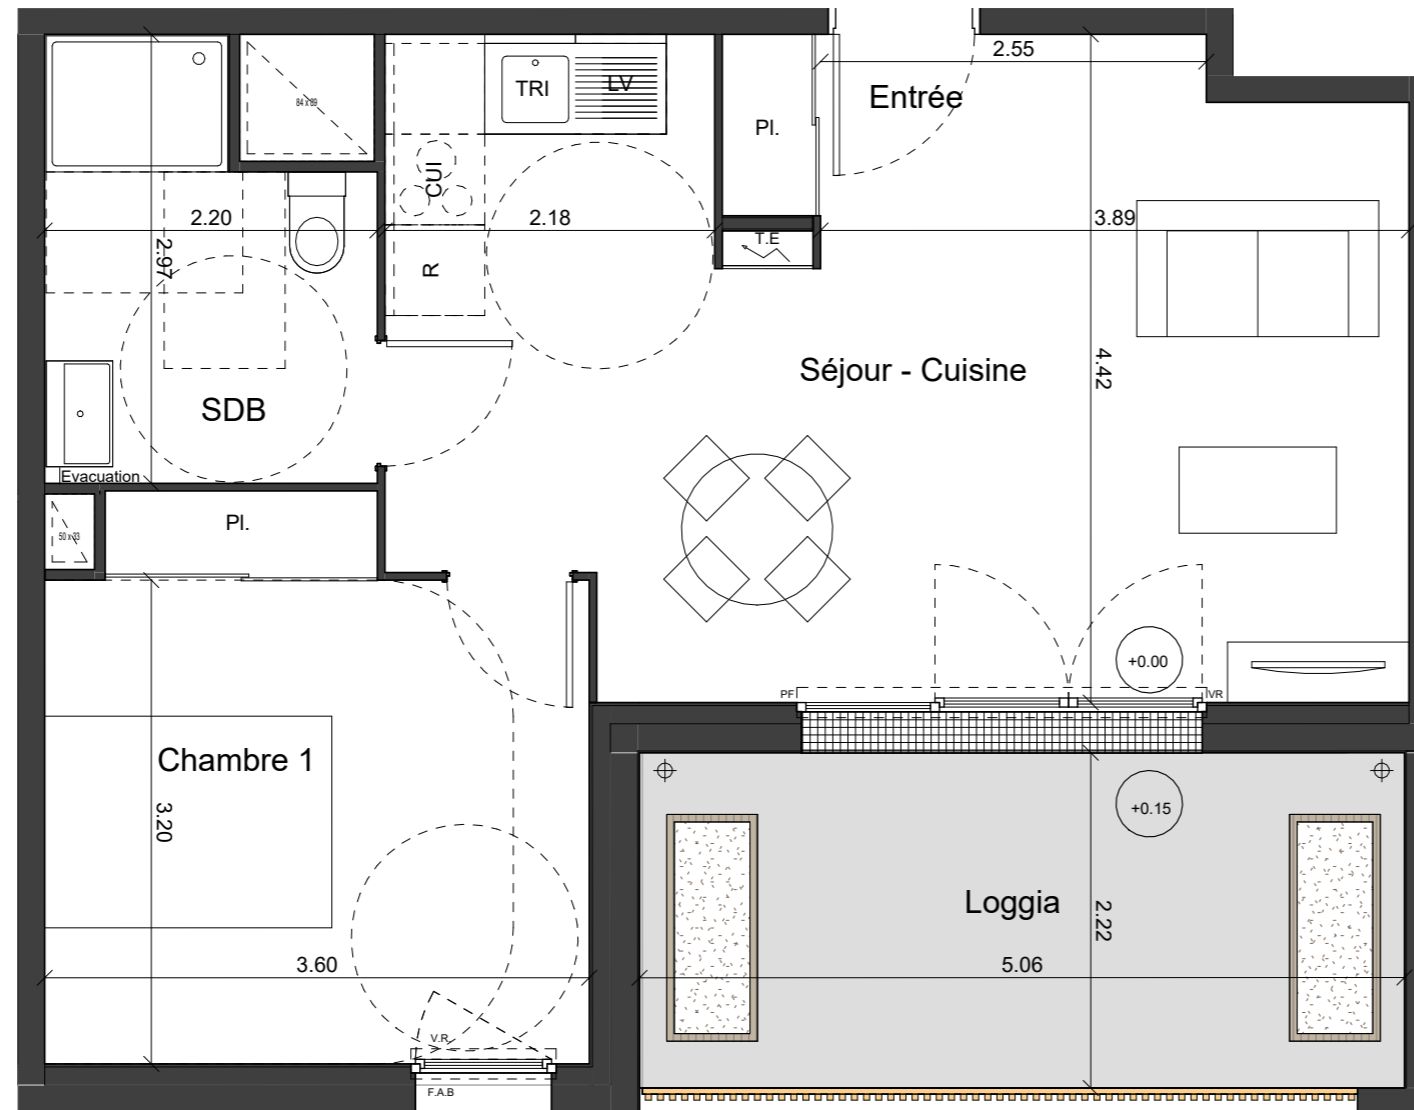 2.55
Entrée
TRI
LV
84 x 89
Pl.
CUI
2.20
2.18
3.89
T.E
2.97
R
4.42
Séjour - Cuisine
SDB
Evacuation
Pl.
50 x 33
+0.00
PF
VR
Chambre 1
+0.15
3.20
Loggia
2.22
3.60
5.06
V.R.
F.A.B